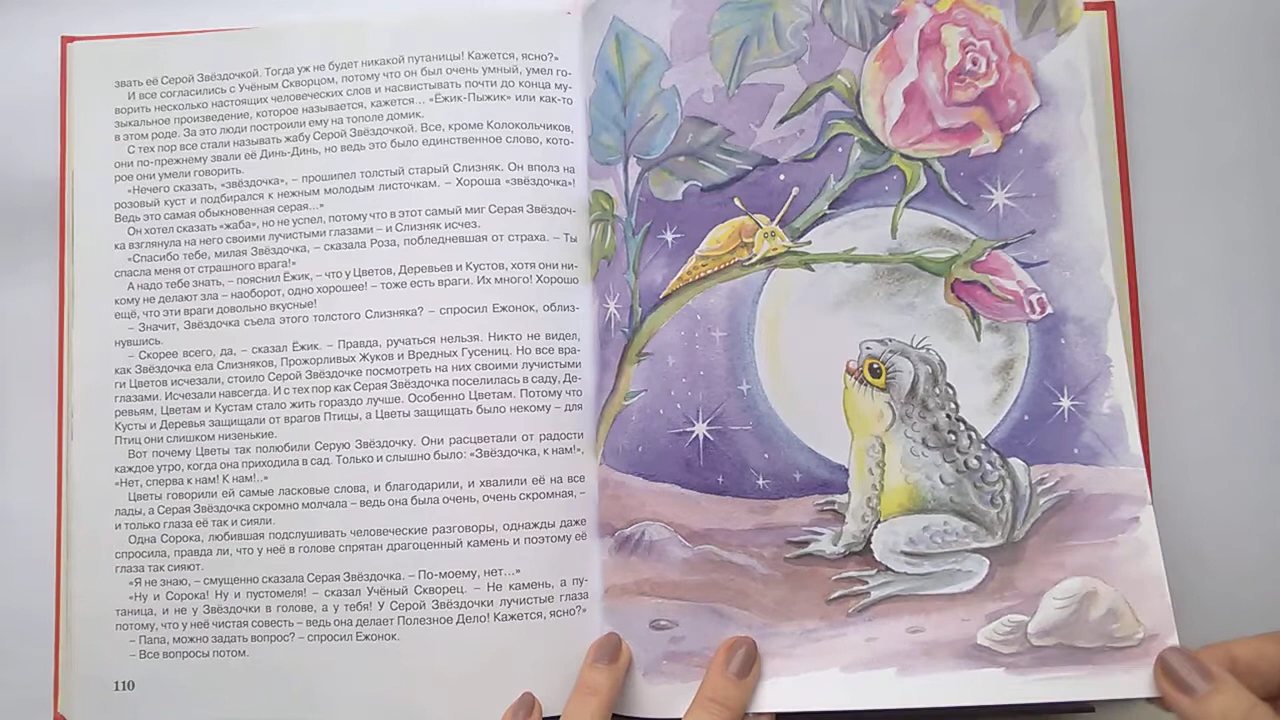 звать её Серой Звёздочкой. Тогда уж не будет никакой путаницы! Кажется, ясно?»
И все согласились с Учёным Скворцом, потому что он был очень умный, умел го-
ворить несколько настоящих человеческих слов и насвистывать почти до конца му-
зыкальное произведение, которое называется, кажется... «Ёжик-Пыжик» или как-то
в этом роде. За это люди построили ему на тополе домик.
С тех пор все стали называть жабу Серой Звёздочкой. Все, кроме Колокольчиков,
они по-прежнему звали её Динь-Динь, но ведь это было единственное слово, кото-
рое они умели говорить.
«Нечего сказать, «звёздочка», – прошипел толстый старый Слизняк. Он вполз на
розовый куст и подбирался к нежным молодым листочкам. – Хороша «звёздочка»!
Ведь это самая обыкновенная серая...»
Он хотел сказать «жаба», но не успел, потому что в этот самый миг Серая Звёздоч-
ка взглянула на него своими лучистыми глазами – и Слизняк исчез.
«Спасибо тебе, милая Звёздочка, – сказала Роза, побледневшая от страха. – Ты
спасла меня от страшного врага!»
А надо тебе знать, – пояснил Ёжик, – что у Цветов, Деревьев и Кустов, хотя они ни-
кому не делают зла – наоборот, одно хорошее! – тоже есть враги. Их много! Хорошо
ещё, что эти враги довольно вкусные!
– Значит, Звёздочка съела этого толстого Слизняка? – спросил Ежонок, облиз-
нувшись.
– Скорее всего, да, – сказал Ёжик. – Правда, ручаться нельзя. Никто не видел,
как Звёздочка ела Слизняков, Прожорливых Жуков и Вредных Гусениц. Но все вра-
ги Цветов исчезали, стоило Серой Звёздочке посмотреть на них своими лучистыми
глазами. Исчезали навсегда. И с тех пор как Серая Звёздочка поселилась в саду, Де-
ревьям, Цветам и Кустам стало жить гораздо лучше. Особенно Цветам. Потому что
Кусты и Деревья защищали от врагов Птицы, а Цветы защищать было некому – для
Птиц они слишком низенькие.
Вот почему Цветы так полюбили Серую Звёздочку. Они расцветали от радости
каждое утро, когда она приходила в сад. Только и слышно было: «Звёздочка, к нам!»,
«Нет, сперва к нам! К нам!..»
Цветы говорили ей самые ласковые слова, и благодарили, и хвалили её на все
лады, а Серая Звёздочка скромно молчала – ведь она была очень, очень скромная, –
и только глаза её так и сияли.
Одна Сорока, любившая подслушивать человеческие разговоры, однажды даже
спросила, правда ли, что у неё в голове спрятан драгоценный камень и поэтому её
глаза так сияют.
«Я не знаю, – смущенно сказала Серая Звёздочка. – По-моему, нет...»
«Ну и Сорока! Ну и пустомеля! – сказал Учёный Скворец. – Не камень, а пу-
таница, и не у Звёздочки в голове, а у тебя! У Серой Звёздочки лучистые глаза
потому, что у неё чистая совесть – ведь она делает Полезное Дело! Кажется, ясно?»
– Папа, можно задать вопрос? – спросил Ежонок.
– Все вопросы потом.
110